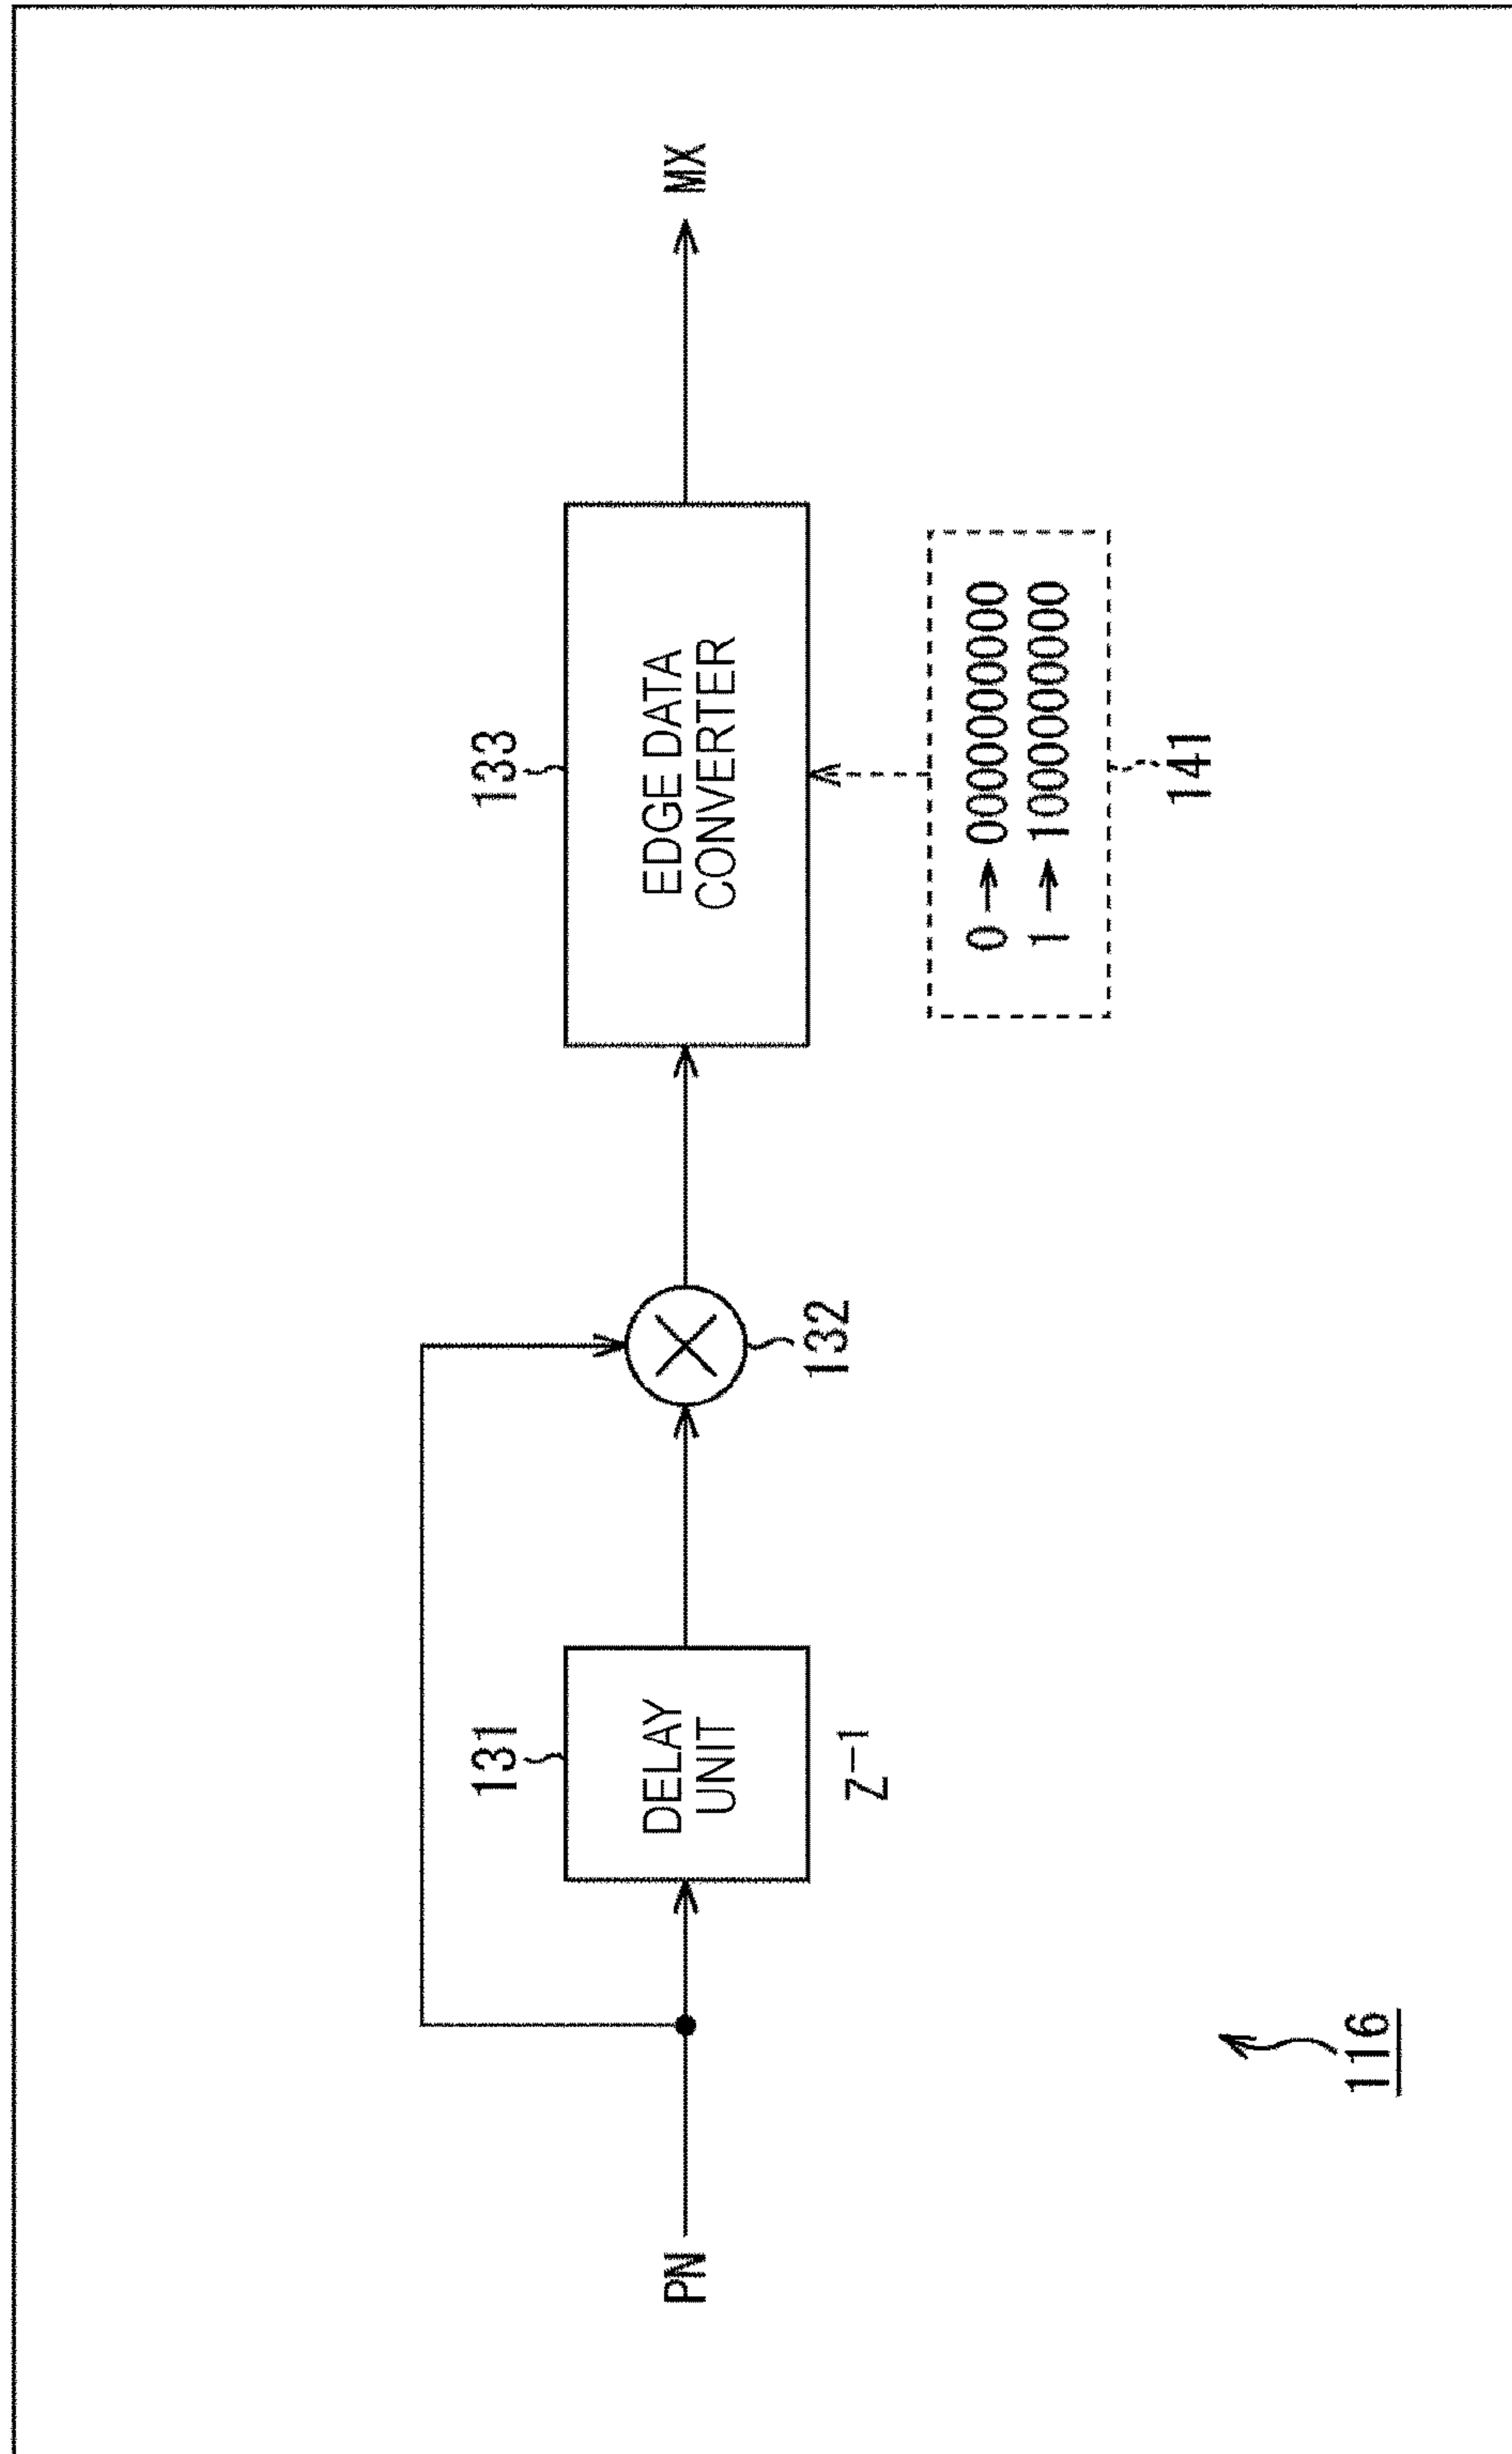 131
133
PN
DELAY
UNIT
EDGE DATA
CONVERTER
MX
132
Z⁻¹
0 → 0000000000
1 → 1000000000
141
116